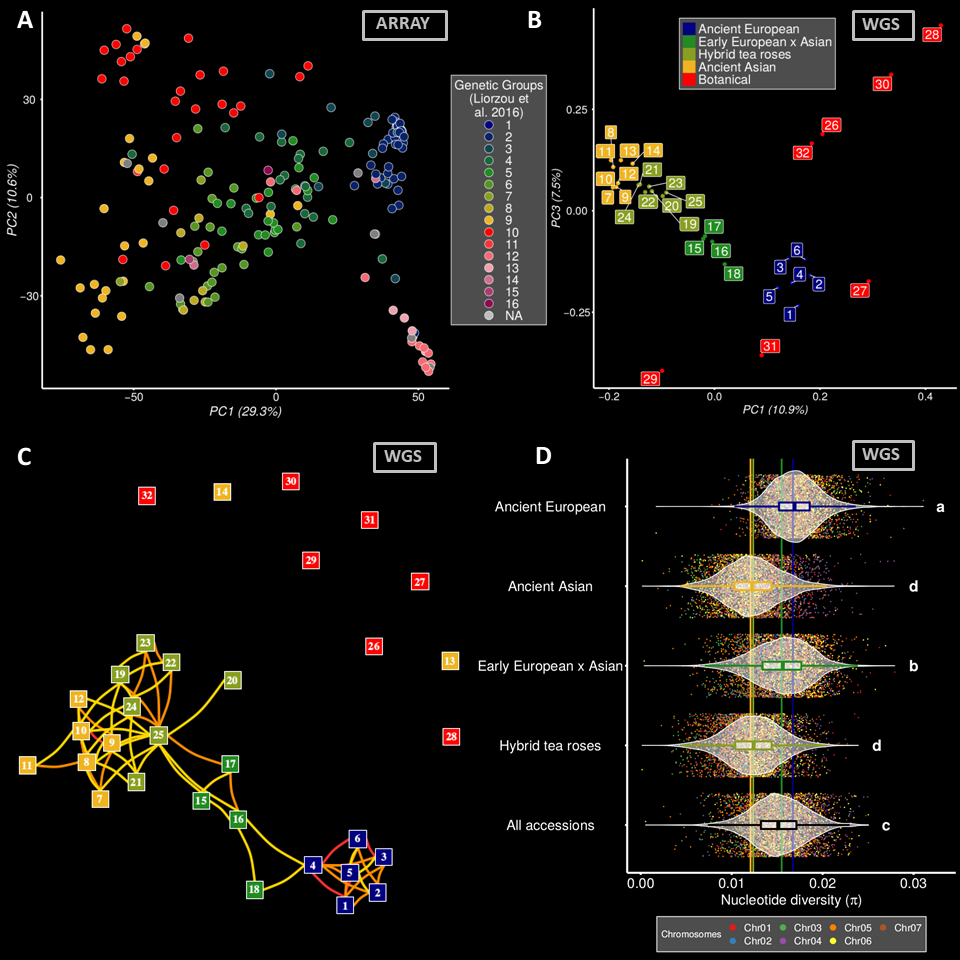 A
ARRAY
PC2 (10.6%)
30
0
−30
−50
0
50
PC1 (29.3%)
Genetic Groups
(Liorzou et
al. 2016)
1
2
3
4
5
6
7
8
9
10
11
12
13
14
15
16
NA
B
WGS
Ancient European
Early European x Asian
Hybrid tea roses
Ancient Asian
Botanical
PC3 (7.5%)
0.25
0.00
−0.25
−0.2
0.0
0.2
0.4
PC1 (10.9%)
28
30
26
32
8
11
13
14
12
21
10
23
7
9
22
20
25
24
19
17
15
16
18
6
3
4
2
5
1
27
31
29
C
WGS
32
14
30
31
29
27
26
13
28
23
22
19
20
12
24
10
9
25
11
8
21
7
17
15
16
18
4
6
3
5
2
1
D
WGS
Ancient European
a
Ancient Asian
d
Early European x Asian
b
Hybrid tea roses
d
All accessions
c
0.00
0.01
0.02
0.03
Nucleotide diversity (π)
Chromosomes
Chr01
Chr03
Chr05
Chr07
Chr02
Chr04
Chr06